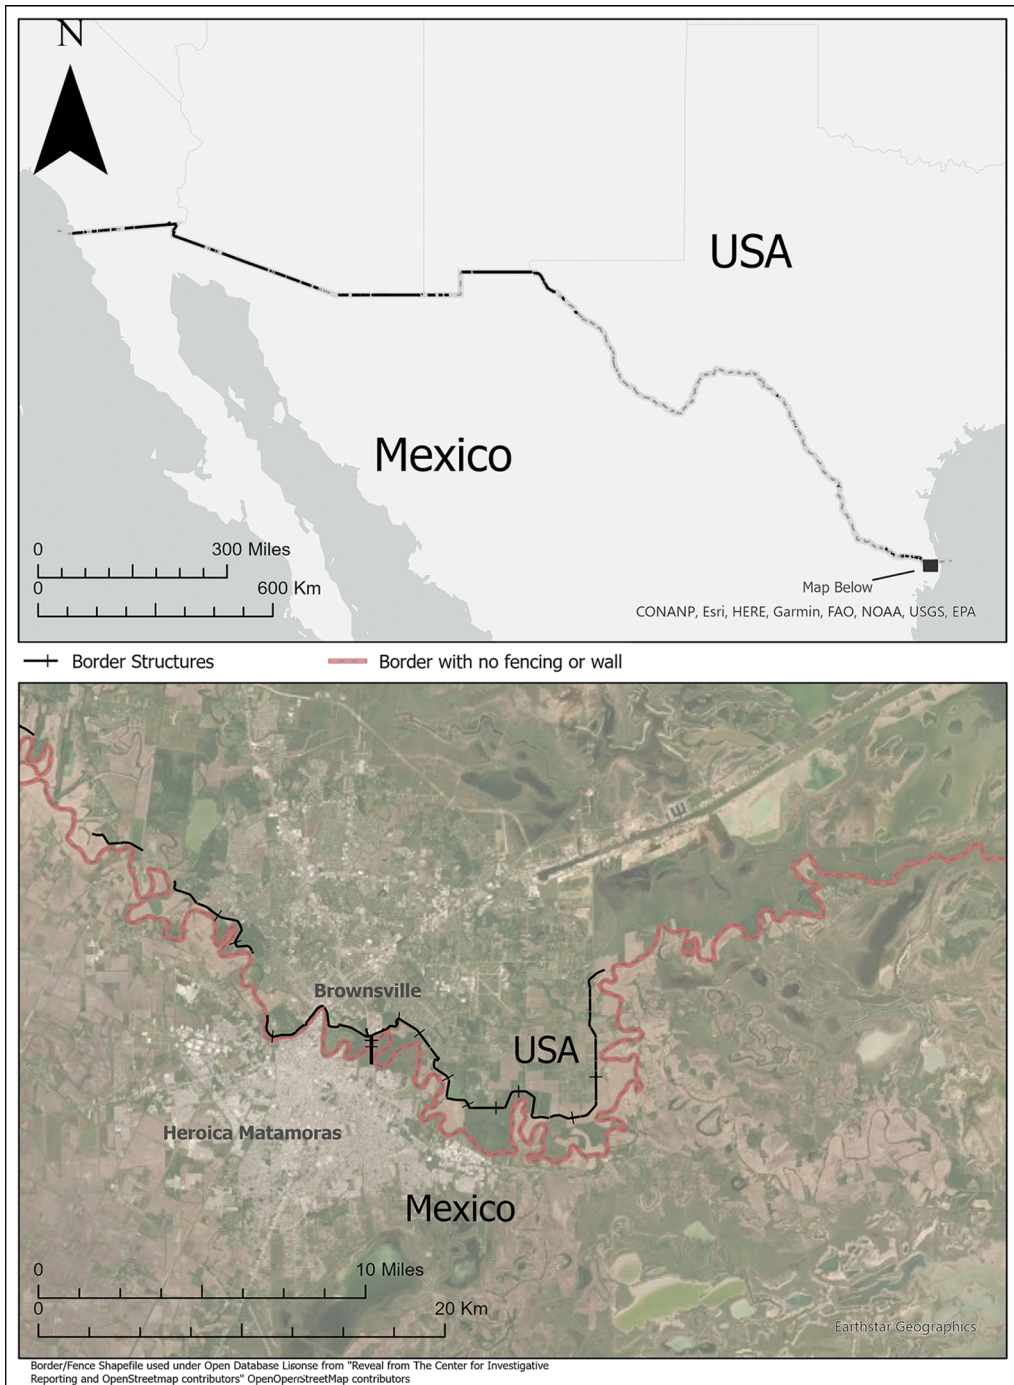 N
USA
Mexico
0 300 Miles
0 600 Km
Map Below
CONANP, Esri, HERE, Garmin, FAO, NOAA, USGS, EPA
Border Structures Border with no fencing or wall
Brownsville
USA
Heroica Matamoras
Mexico
0 10 Miles
0 20 Km
Earthstar Geographics
Border/Fence Shapefile used under Open Database Lisonse from "Reveal from The Center for Investigative
Reporting and OpenStreetmap contributors" OpenOpenStreetMap contributors